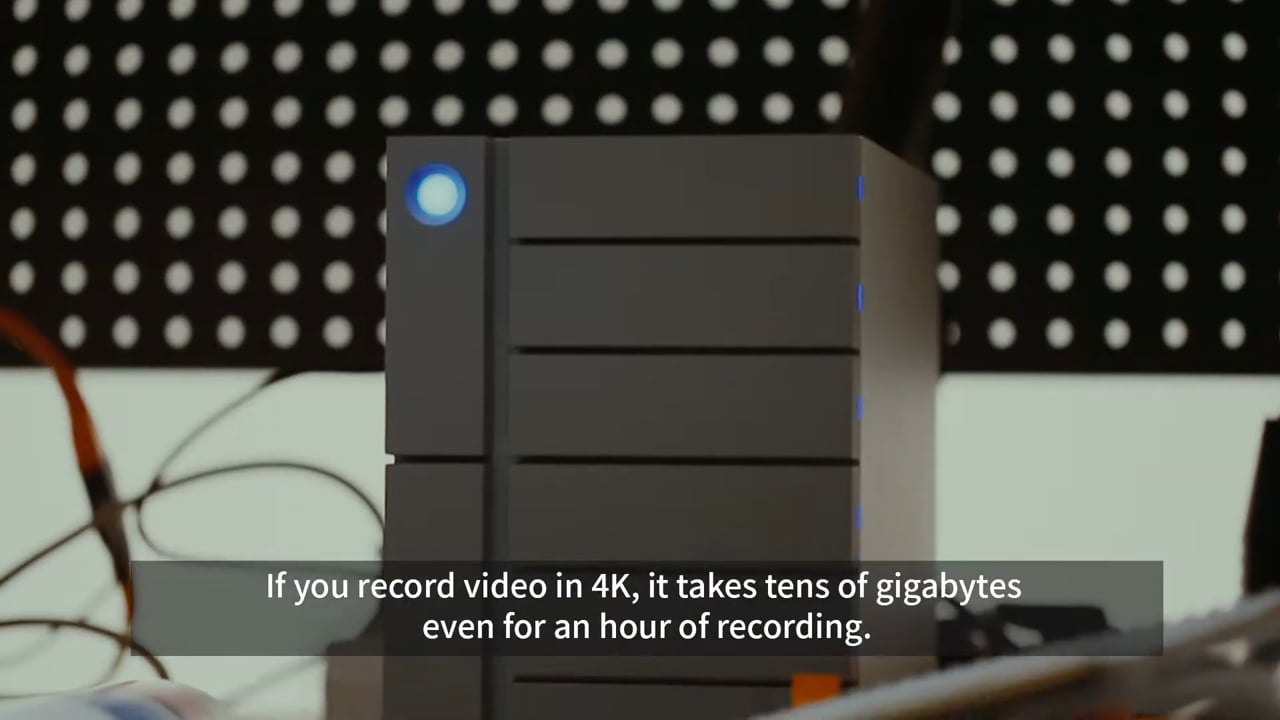 If you record video in 4K, it takes tens of gigabytes
even for an hour of recording.